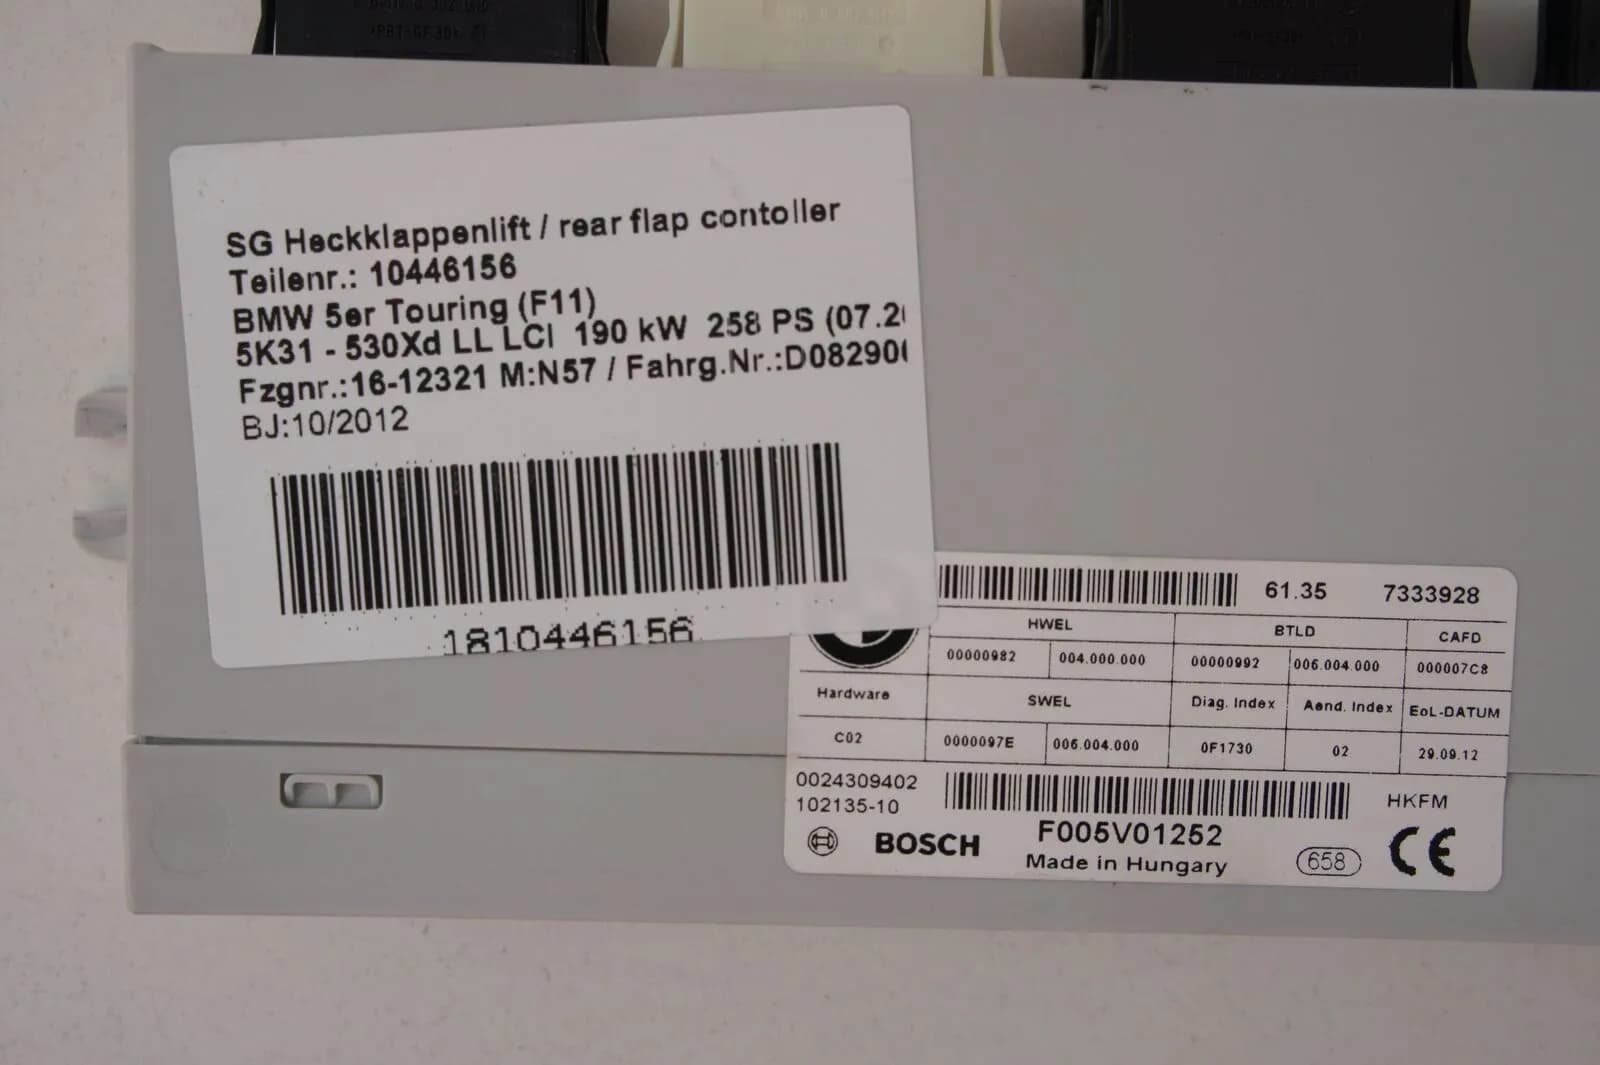 SG Heckklappenlift / rear flap contoller
Teilenr.: 10446156
BMW 5er Touring (F11)
5K31 - 530Xd LL LCI 190 kW 258 PS (07.2
Fzgnr.:16-12321 M:N57 / Fahrg.Nr.:D08290
BJ:10/2012
1810446156
61.35 7333928
HWEL BTLD CAFD
00000982 004.000.000 00000992 006.004.000 000007C8
Hardware SWEL Diag. Index Aend. Index EoL-DATUM
C02 0000097E 006.004.000 0F1730 02 29.09.12
0024309402
102135-10
HKFM
BOSCH F005V01252
Made in Hungary 658 CE